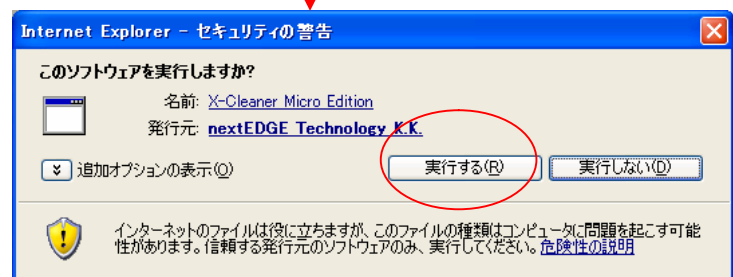 Internet Explorer - セキュリティの警告
このソフトウェアを実行しますか?
名前: X-Cleaner Micro Edition
発行元: nextEDGE Technology K.K.
追加オプションの表示(O)
実行する(R)
実行しない(D)
インターネットのファイルは役に立ちますが、このファイルの種類はコンピュータに問題を起こす可能
性があります。信頼する発行元のソフトウェアのみ、実行してください。危険性の説明